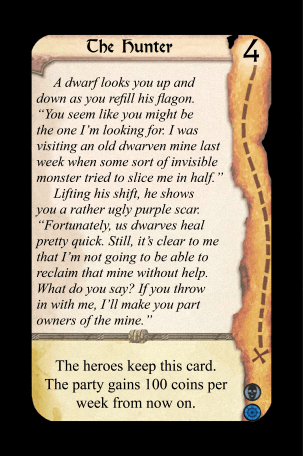 The Hunter
4
A dwarf looks you up and
down as you refill his flagon.
“You seem like you might be
the one I’m looking for. I was
visiting an old dwarven mine last
week when some sort of invisible
monster tried to slice me in half.”
Lifting his shift, he shows
you a rather ugly purple scar.
“Fortunately, us dwarves heal
pretty quick. Still, it’s clear to me
that I’m not going to be able to
reclaim that mine without help.
What do you say? If you throw
in with me, I’ll make you part
owners of the mine.”
The heroes keep this card.
The party gains 100 coins per
week from now on.